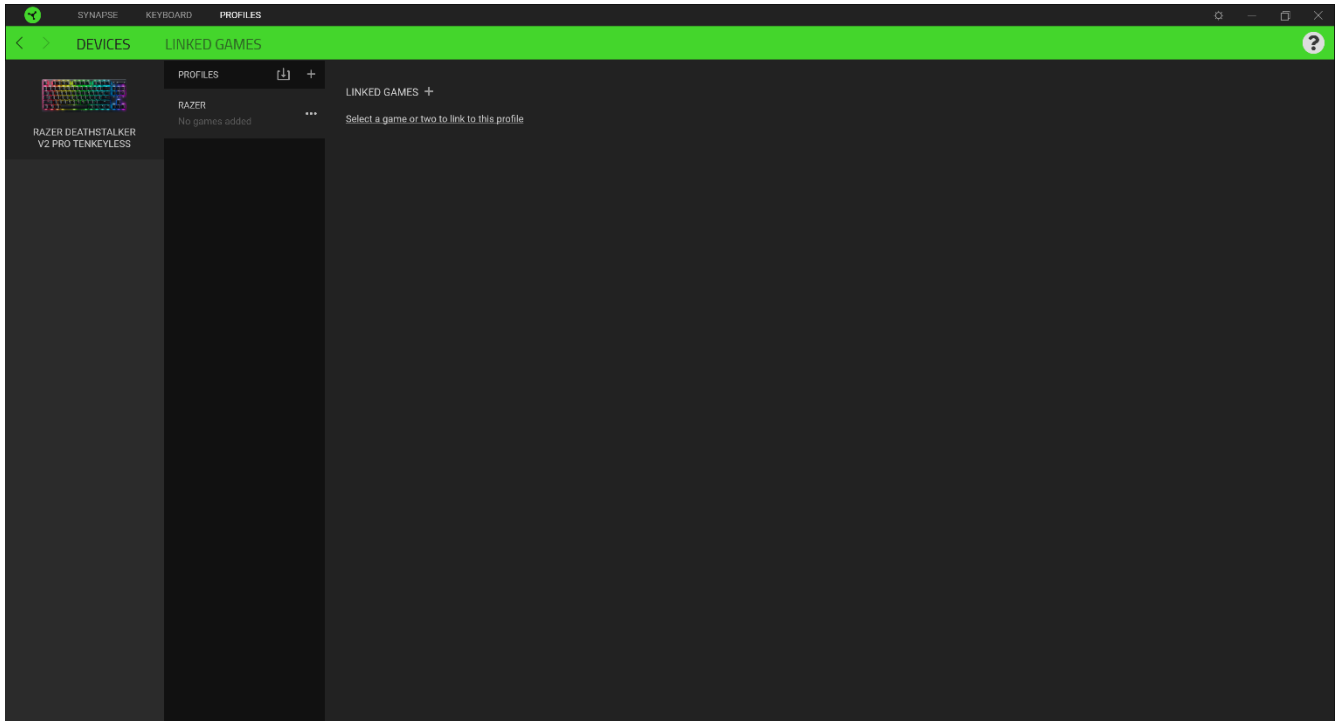 SYNAPSE KEYBOARD PROFILES
DEVICES LINKED GAMES
?
RAZER DEATHSTALKER
V2 PRO TENKEYLESS
PROFILES
RAZER
No games added
LINKED GAMES +
Select a game or two to link to this profile